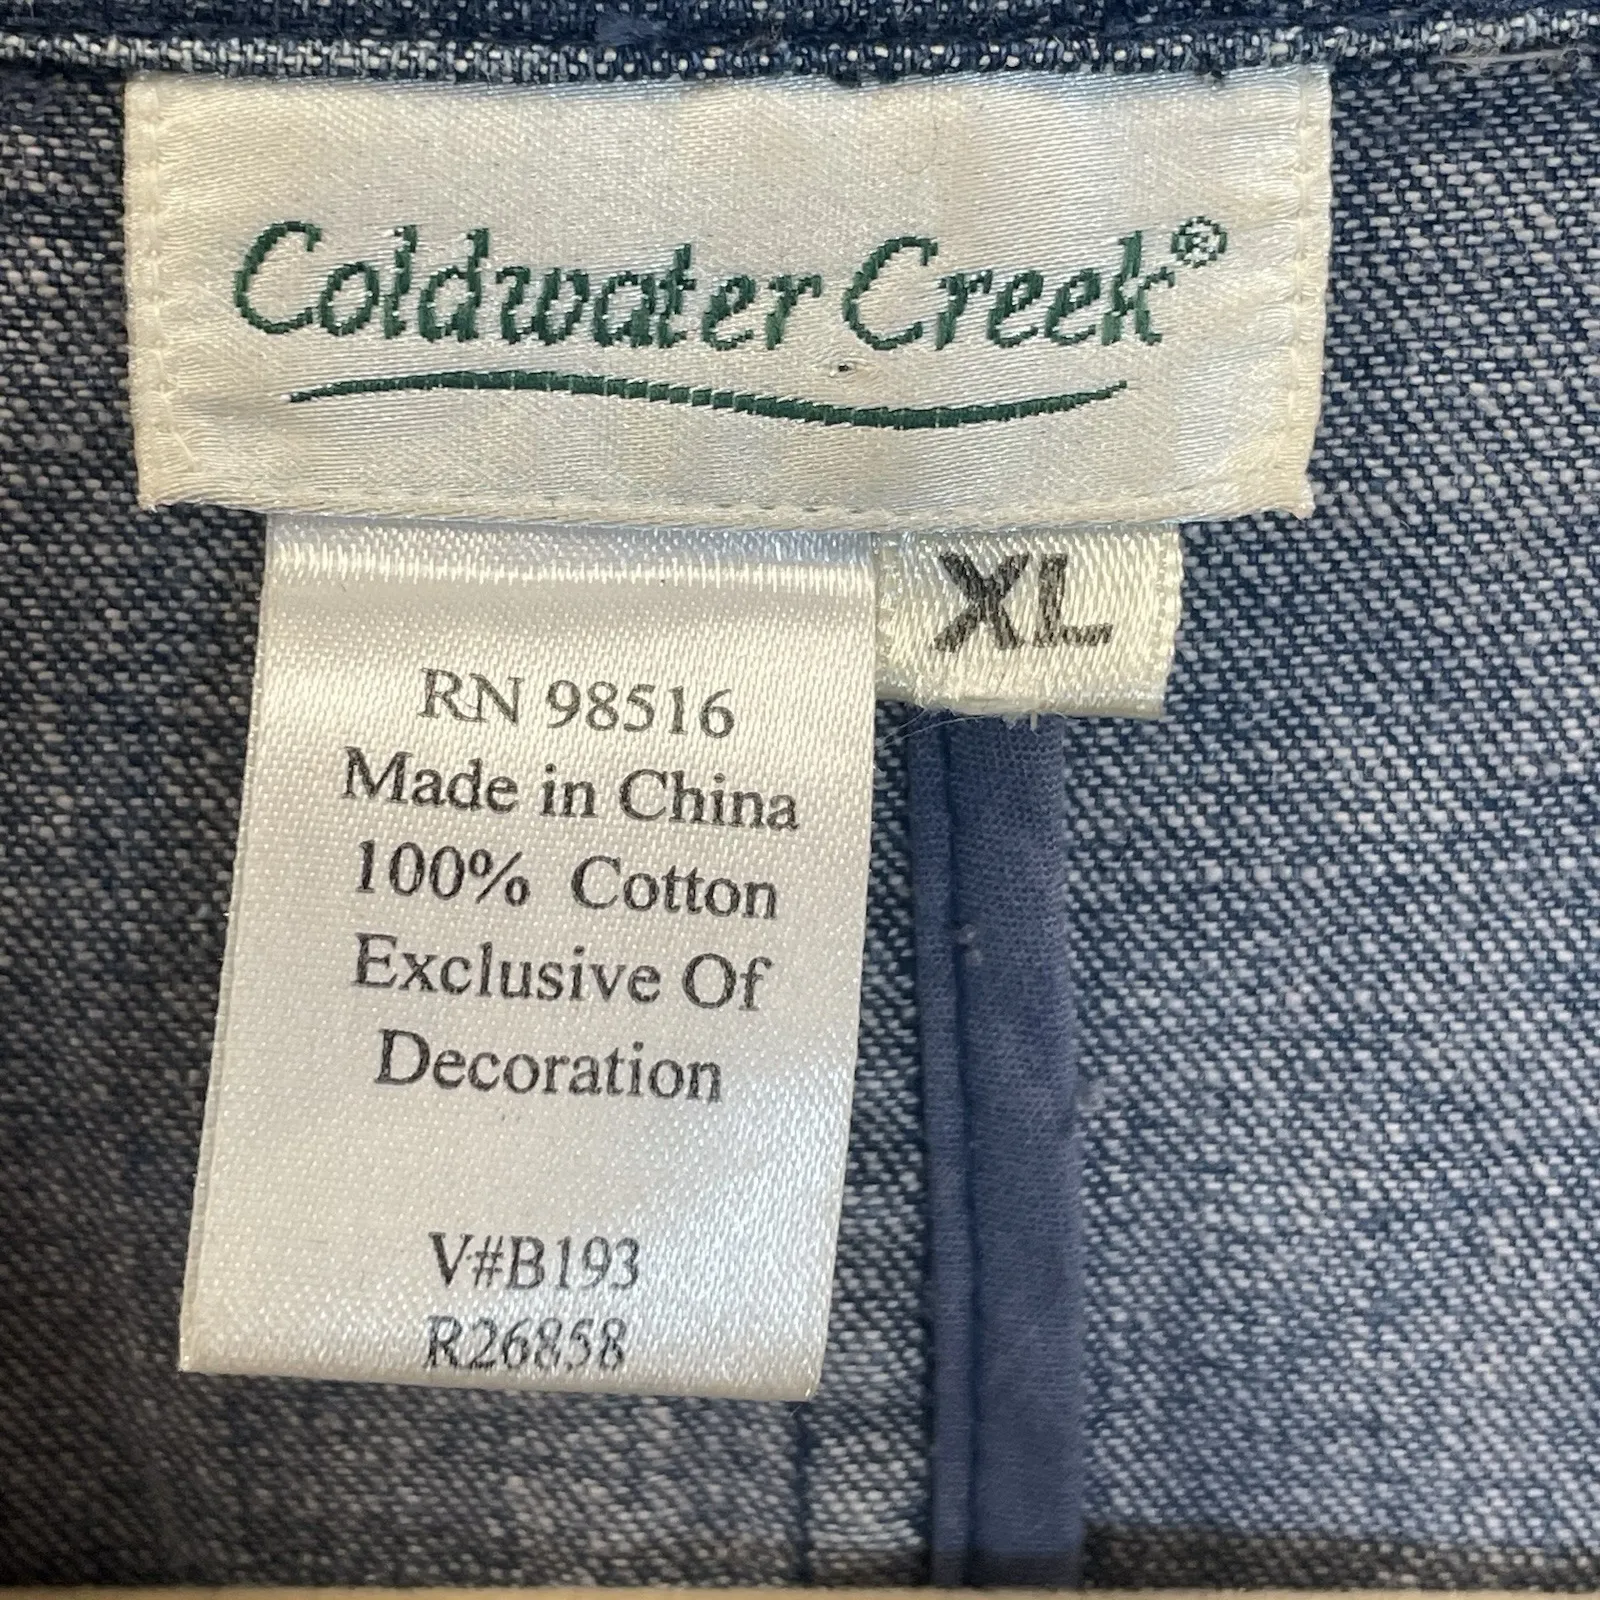 Coldwater Creek®
XL
RN 98516
Made in China
100% Cotton
Exclusive Of
Decoration
V#B193
R26858